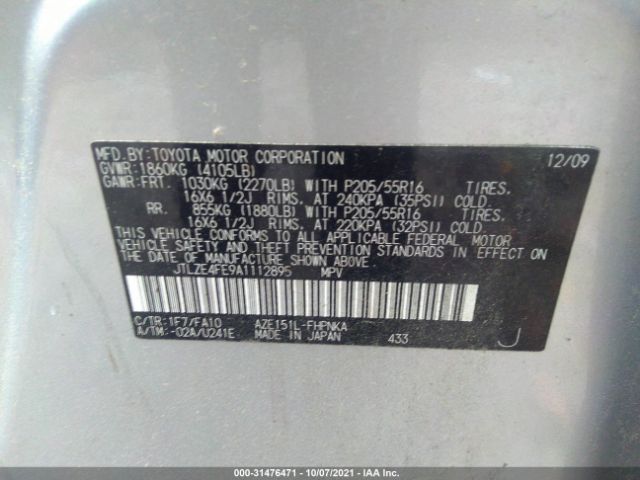 MFD.BY:TOYOTA MOTOR CORPORATION 12/09
GVWR:1860KG (4105LB)
GAWR:FRT. 1030KG (2270LB) WITH P205/55R16 TIRES.
16X6 1/2J RIMS. AT 240KPA (35PSI) COLD.
RR. 855KG (1880LB) WITH P205/55R16 TIRES.
16X6 1/2J RIMS. AT 220KPA (32PSI) COLD.
THIS VEHICLE CONFORMS TO ALL APPLICABLE FEDERAL MOTOR
VEHICLE SAFETY AND THEFT PREVENTION STANDARDS IN EFFECT ON
THE DATE OF MANUFACTURE SHOWN ABOVE.
JTLZE4FE9A1112895 MPV
C/TR:1F7/FA10 AZE151L-FHPNKA
A/TM:-02A/U241E MADE IN JAPAN 433 J
000-31476471 - 10/07/2021 - IAA Inc.